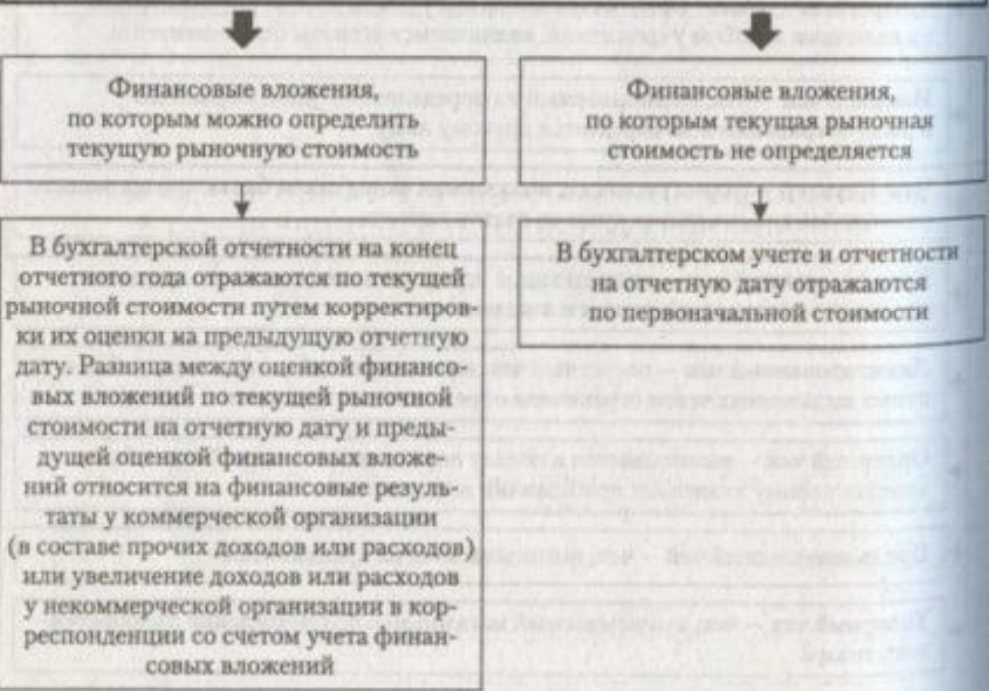 Финансовые вложения,
по которым можно определить
текущую рыночную стоимость
Финансовые вложения,
по которым текущая рыночная
стоимость не определяется
В бухгалтерской отчетности на конец
отчетного года отражаются по текущей
рыночной стоимости путем корректиров-
ки их оценки на предыдущую отчетную
дату. Разница между оценкой финансо-
вых вложений по текущей рыночной
стоимости на отчетную дату и преды-
дущей оценкой финансовых вложе-
ний относится на финансовые резуль-
таты у коммерческой организации
(в составе прочих доходов или расходов)
или увеличение доходов или расходов
у некоммерческой организации в кор-
респонденции со счетом учета финан-
совых вложений
В бухгалтерском учете и отчетности
на отчетную дату отражаются
по первоначальной стоимости